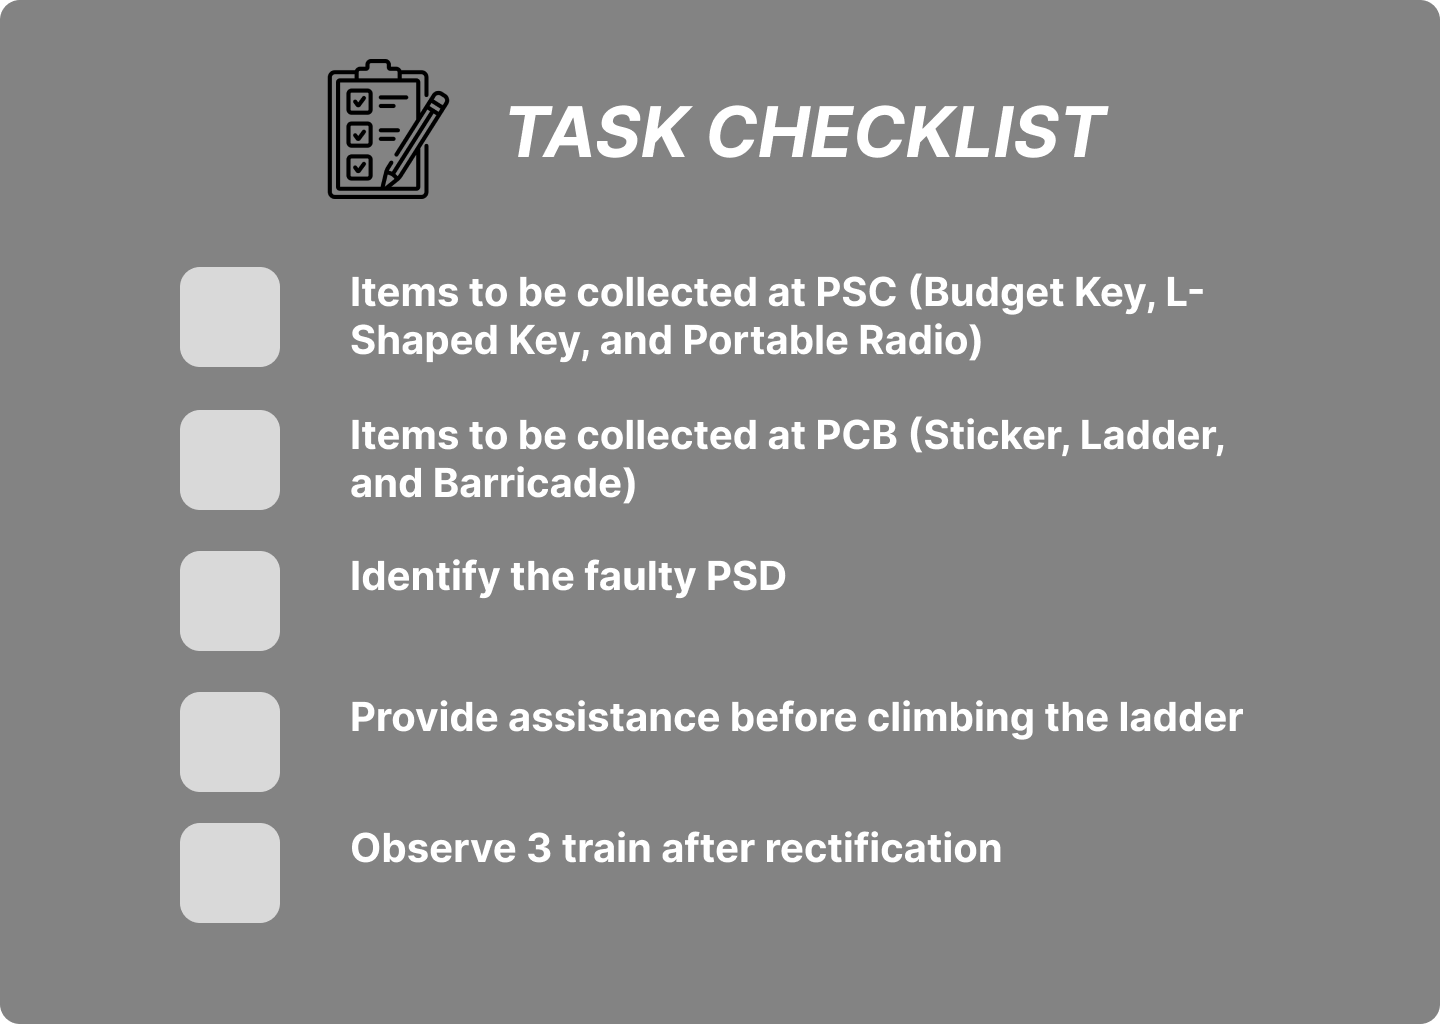 TASK CHECKLIST
Items to be collected at PSC (Budget Key, L-
Shaped Key, and Portable Radio)
Items to be collected at PCB (Sticker, Ladder,
and Barricade)
Identify the faulty PSD
Provide assistance before climbing the ladder
Observe 3 train after rectification